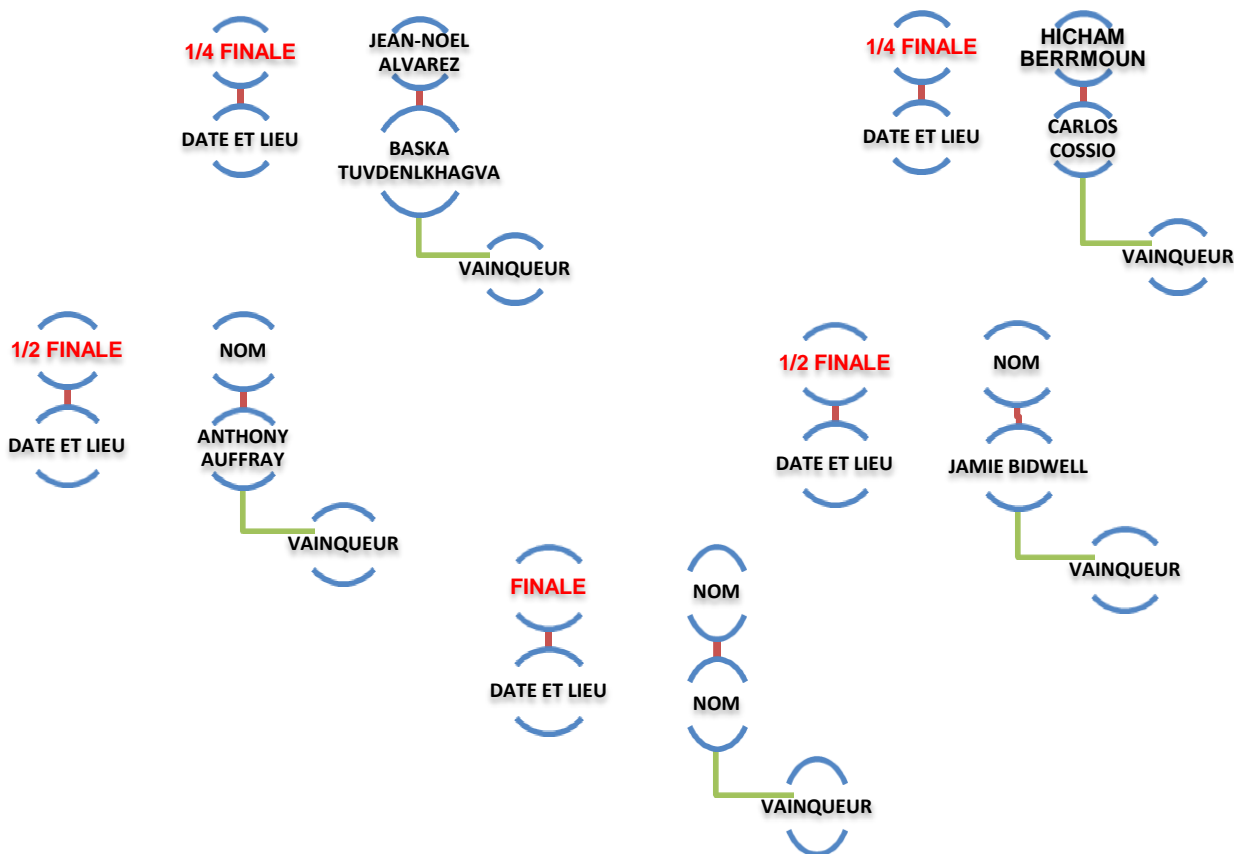 1/4 FINALE
DATE ET LIEU
JEAN-NOEL
ALVAREZ
BASKA
TUVDENLKHAGVA
VAINQUEUR
1/4 FINALE
DATE ET LIEU
HICHAM
BERRMOUN
CARLOS
COSSIO
VAINQUEUR
1/2 FINALE
DATE ET LIEU
NOM
ANTHONY
AUFFRAY
VAINQUEUR
1/2 FINALE
DATE ET LIEU
NOM
JAMIE BIDWELL
VAINQUEUR
FINALE
DATE ET LIEU
NOM
NOM
VAINQUEUR